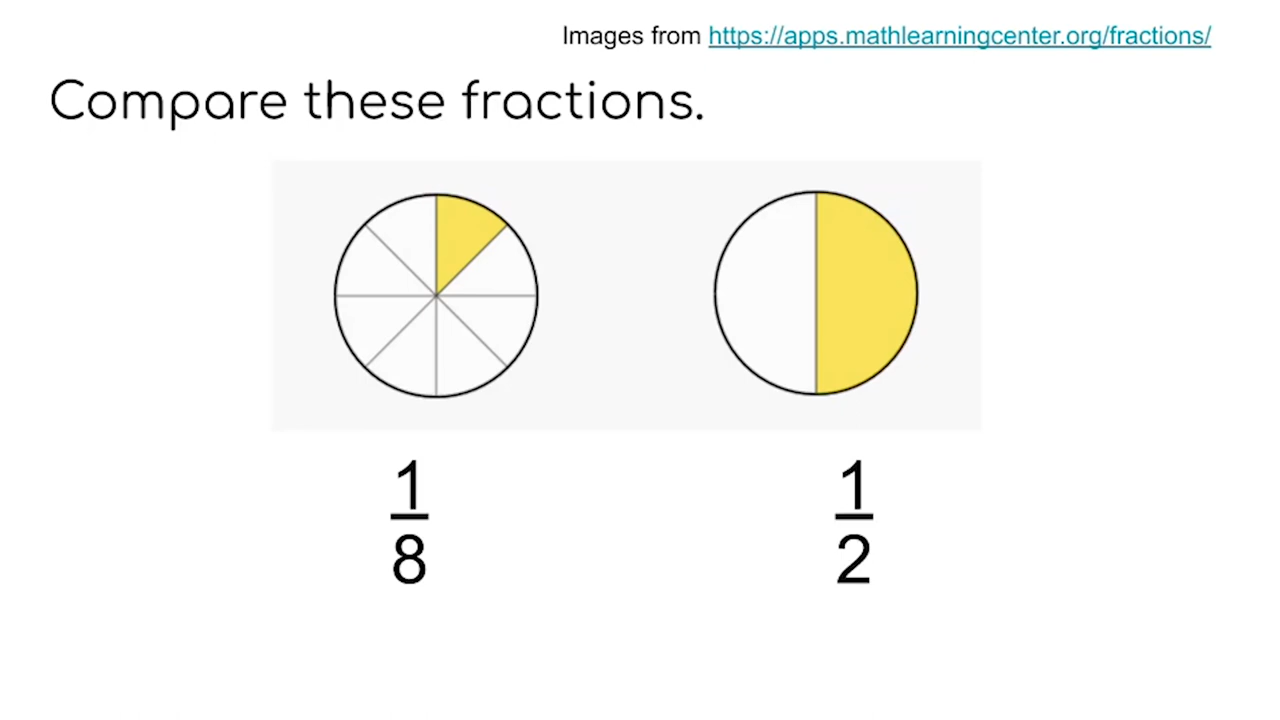 Images from https://apps.mathlearningcenter.org/fractions/
Compare these fractions.
1 1
8 2